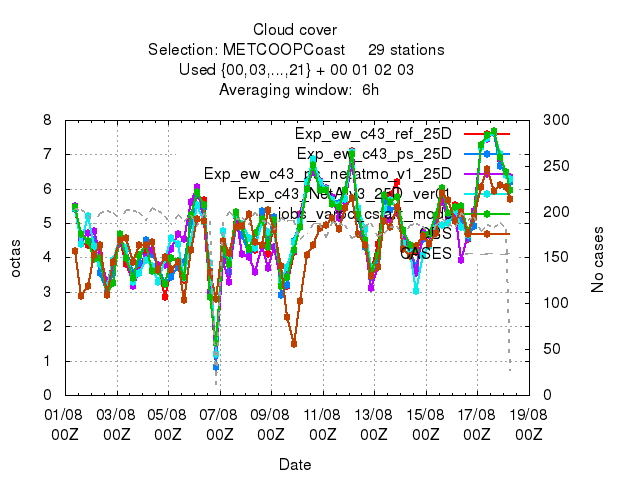 Cloud cover
Selection: METCOOPCoast 29 stations
Used {00,03,...,21} + 00 01 02 03
Averaging window: 6h
Exp_ew_c43_ref_25D
Exp_ew_c43_ps_25D
OBS
CASES
octas
8
7
6
5
4
3
2
1
0
No cases
300
250
200
150
100
50
0
01/08 03/08 05/08 07/08 09/08 11/08 13/08 15/08 17/08 19/08
00Z 00Z 00Z 00Z 00Z 00Z 00Z 00Z 00Z 00Z
Date